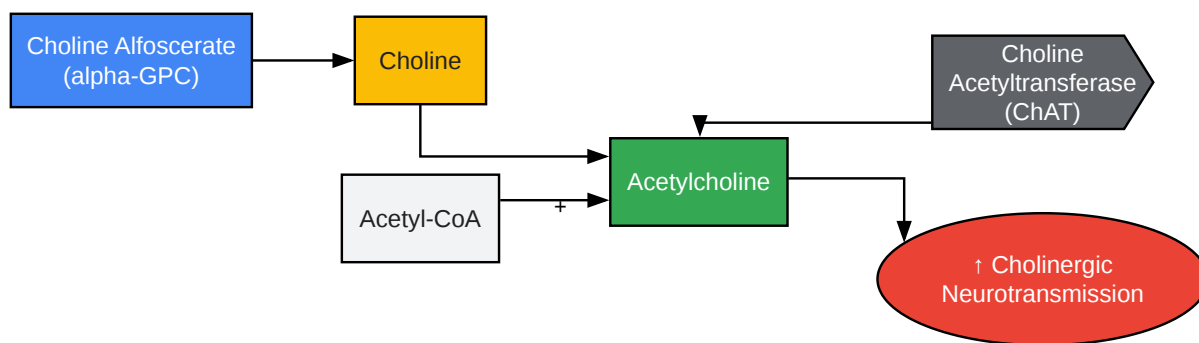 Choline Alfoscerate
(alpha-GPC)
Choline
Choline
Acetyltransferase
(ChAT)
Acetylcholine
Acetyl-CoA
+
↑ Cholinergic
Neurotransmission